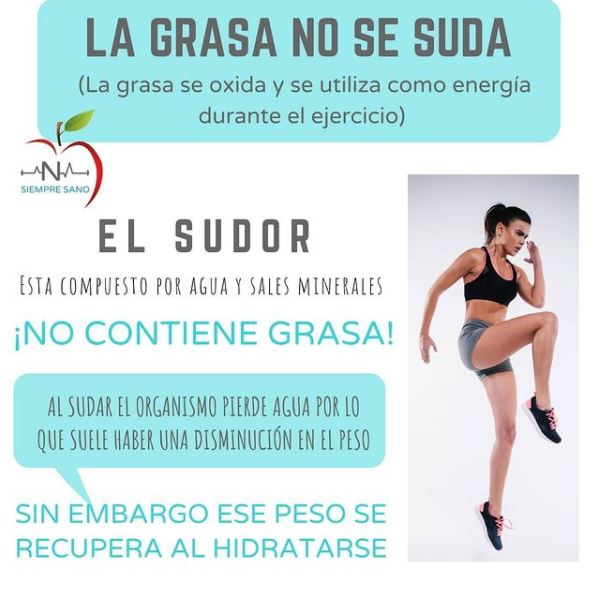 LA GRASA NO SE SUDA
(La grasa se oxida y se utiliza como energía
durante el ejercicio)
N
SIEMPRE SANO
EL SUDOR
ESTA COMPUESTO POR AGUA Y SALES MINERALES
¡NO CONTIENE GRASA!
AL SUDAR EL ORGANISMO PIERDE AGUA POR LO
QUE SUELE HABER UNA DISMINUCIÓN EN EL PESO
SIN EMBARGO ESE PESO SE
RECUPERA AL HIDRATARSE